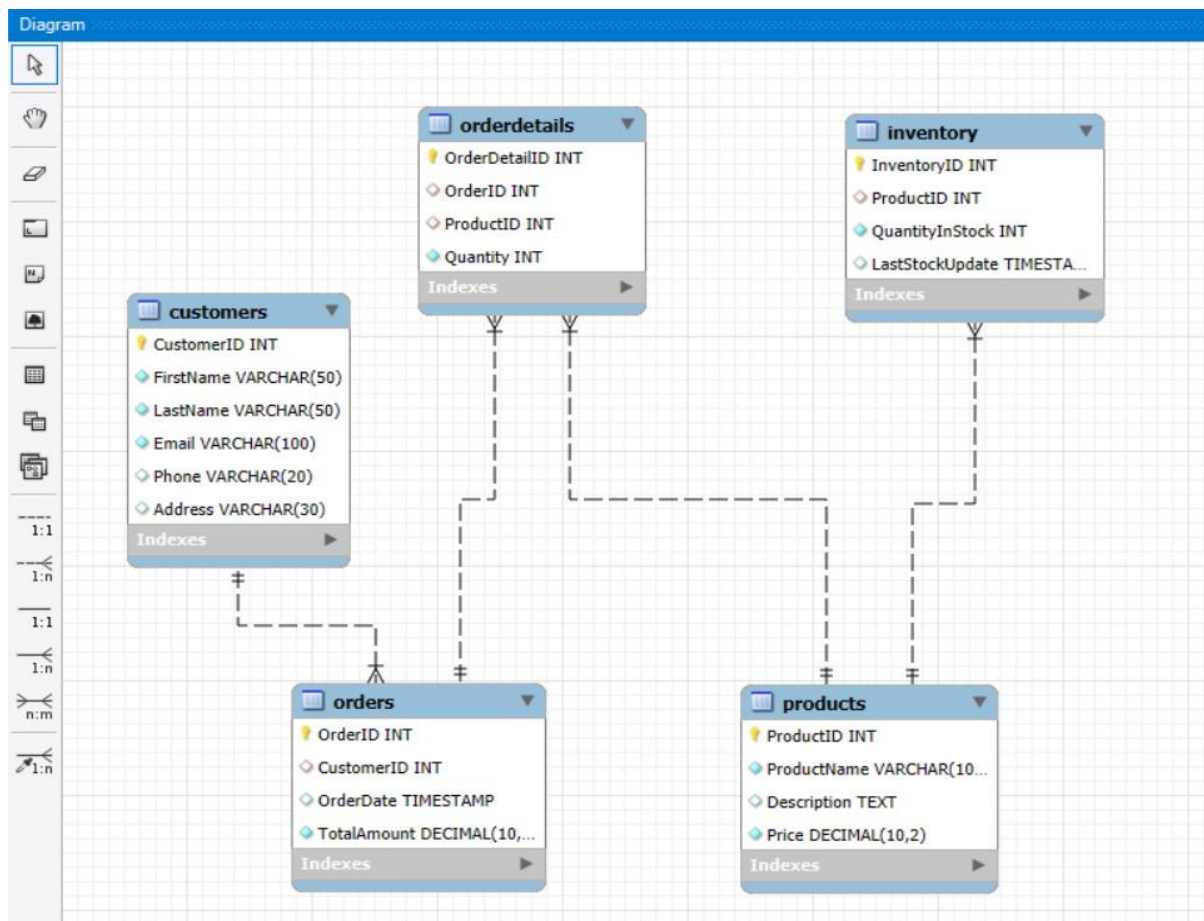 Diagram
orderdetails
OrderDetailID INT
OrderID INT
ProductID INT
Quantity INT
Indexes
inventory
InventoryID INT
ProductID INT
QuantityInStock INT
LastStockUpdate TIMESTA...
Indexes
customers
CustomerID INT
FirstName VARCHAR(50)
LastName VARCHAR(50)
Email VARCHAR(100)
Phone VARCHAR(20)
Address VARCHAR(30)
Indexes
1:1
1:n
1:1
1:n
n:m
1:n
orders
OrderID INT
CustomerID INT
OrderDate TIMESTAMP
TotalAmount DECIMAL(10,...
Indexes
products
ProductID INT
ProductName VARCHAR(10...
Description TEXT
Price DECIMAL(10,2)
Indexes